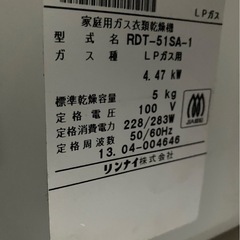 LPガス
家庭用ガス衣類乾燥機
型式名 RDT-51SA-1
ガス種 LPガス用
4.47 kW
標準乾燥容量 5 kg
定格電圧 100 V
定格消費電力 228/283W
定格周波数 50/60Hz
13.04-004646
リンナイ株式会社